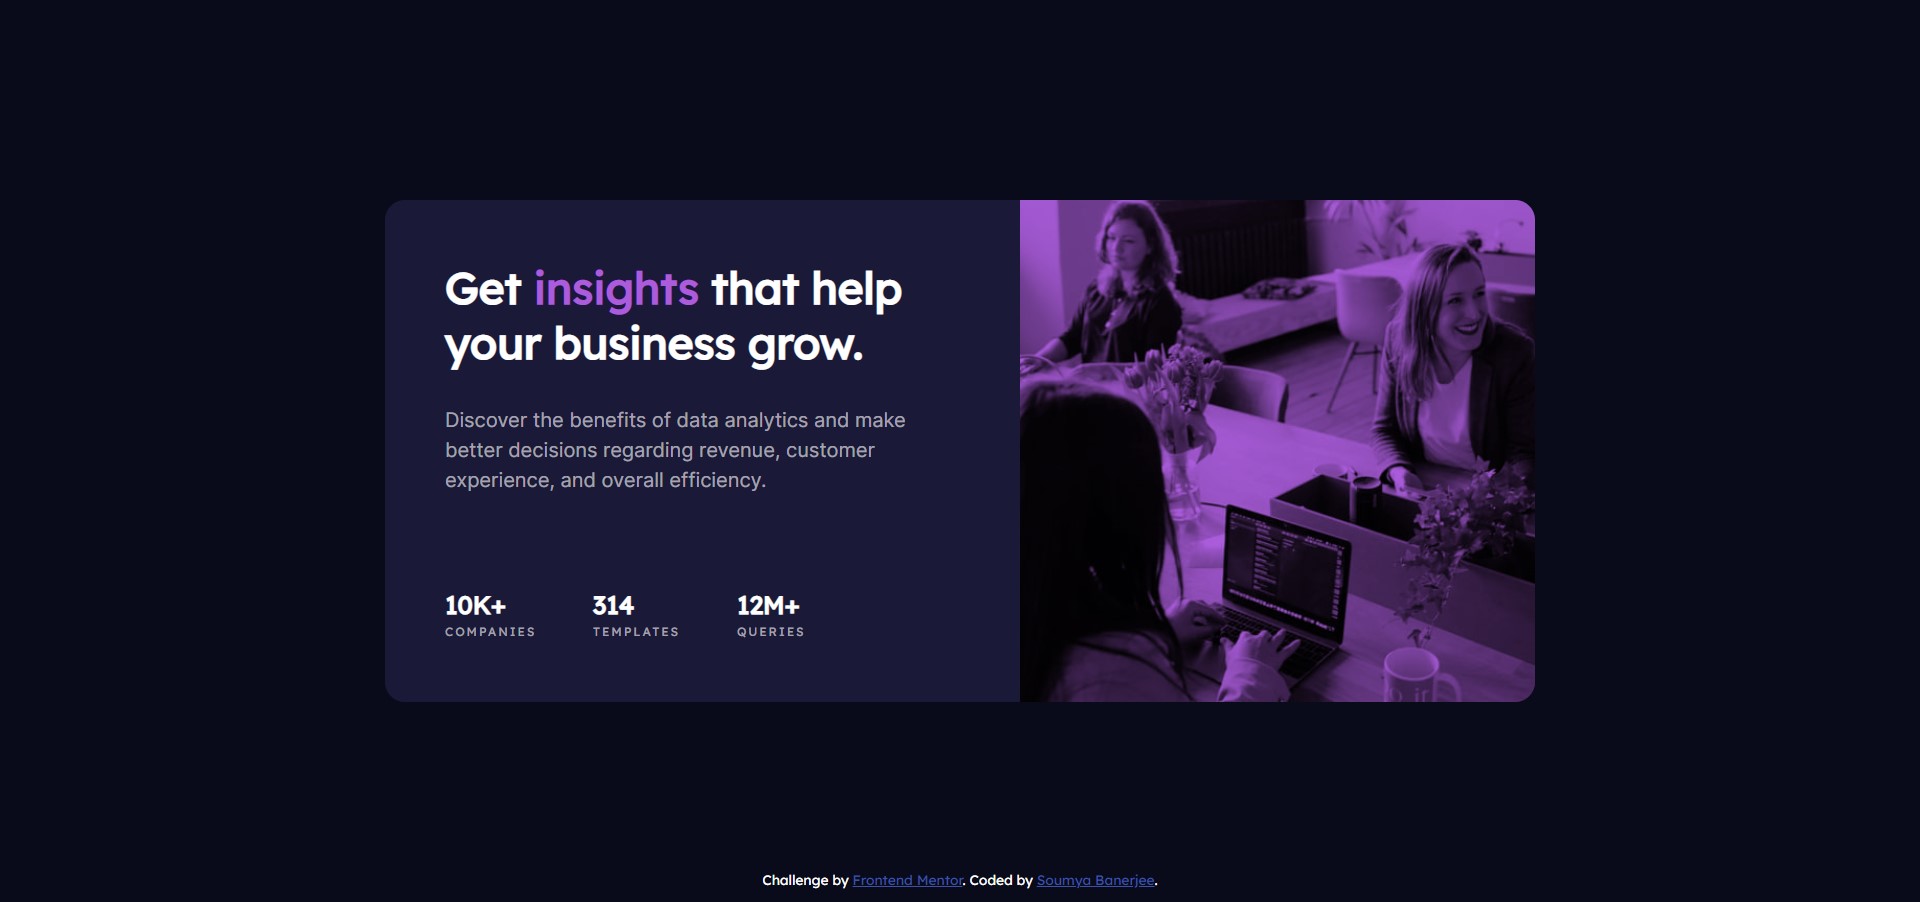 Get insights that help
your business grow.
Discover the benefits of data analytics and make
better decisions regarding revenue, customer
experience, and overall efficiency.
10K+
COMPANIES
314
TEMPLATES
12M+
QUERIES
Challenge by Frontend Mentor. Coded by Soumya Banerjee.